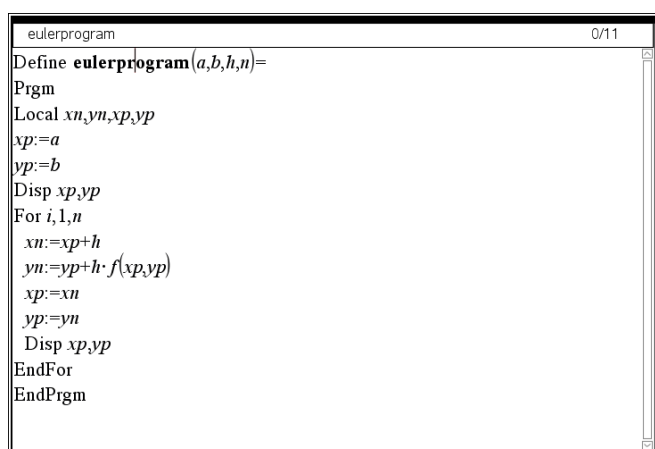 eulerprogram 0/11
Define eulerprogram(a,b,h,n)=
Prgm
Local xn,yn,xp,yp
xp:=a
yp:=b
Disp xp,yp
For i,1,n
xn:=xp+h
yn:=yp+h·f(xp,yp)
xp:=xn
yp:=yn
Disp xp,yp
EndFor
EndPrgm